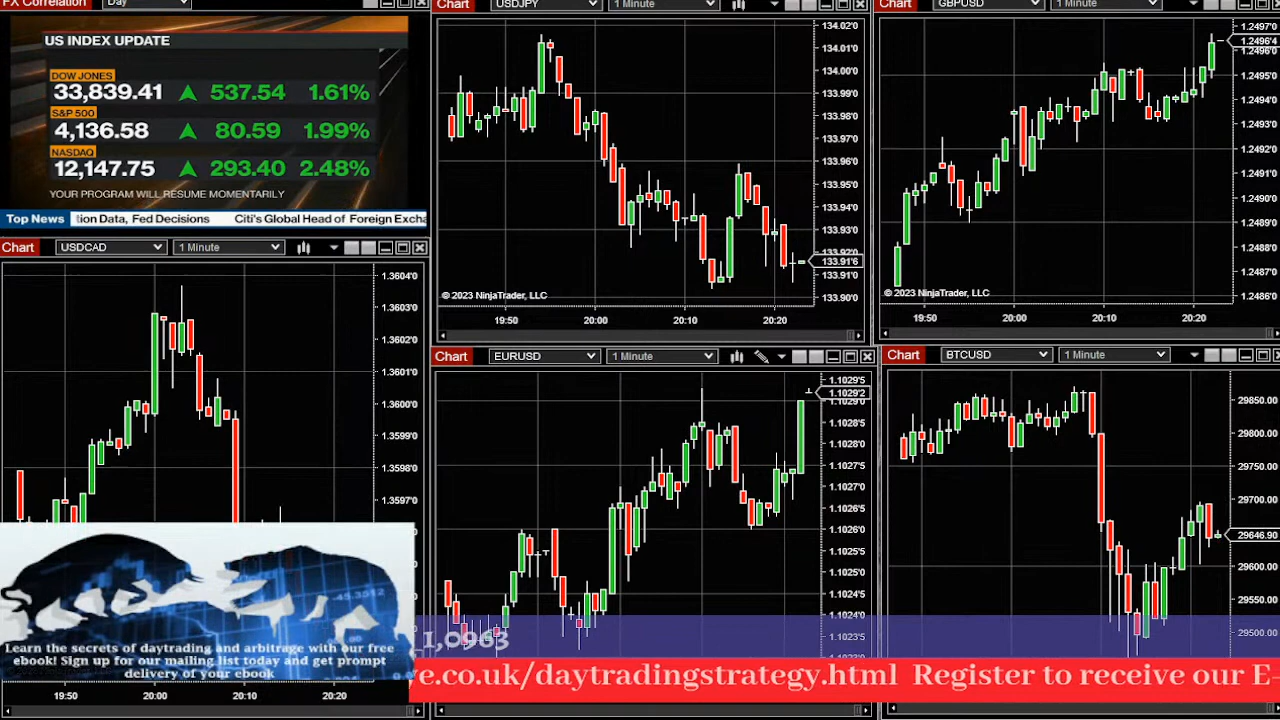 FX Correlation Day
US INDEX UPDATE
DOW JONES
33,839.41 537.54 1.61%
S&P 500
4,136.58 80.59 1.99%
NASDAQ
12,147.75 293.40 2.48%
YOUR PROGRAM WILL RESUME MOMENTARILY
Top News tion Data, Fed Decisions Citi's Global Head of Foreign Excha
Chart USDJPY 1 Minute
134.02'0
134.01'0
134.00'0
133.99'0
133.98'0
133.97'0
133.96'0
133.95'0
133.94'0
133.93'0
133.92'0
133.91'6
133.91'0
133.90'0
© 2023 NinjaTrader, LLC
19:50 20:00 20:10 20:20
Chart GBPUSD 1 Minute
1.2497'0
1.2496'4
1.2496'0
1.2495'0
1.2494'0
1.2493'0
1.2492'0
1.2491'0
1.2490'0
1.2488'0
1.2487'0
1.2486'0
© 2023 NinjaTrader, LLC
19:50 20:00 20:10 20:20
Chart USDCAD 1 Minute
1.3604'0
1.3603'0
1.3602'0
1.3601'0
1.3600'0
1.3599'0
1.3598'0
1.3597'0
Learn the secrets of daytrading and arbitrage with our free
ebook! Sign up for our mailing list today and get prompt
delivery of your ebook
19:50 20:00 20:10 20:20
Chart EURUSD 1 Minute
1.1029'5
1.1029'2
1.1029'0
1.1028'5
1.1028'0
1.1027'5
1.1027'0
1.1026'5
1.1026'0
1.1025'5
1.1025'0
1.1024'5
1.1024'0
1.1023'5
Chart BTCUSD 1 Minute
29850.00
29800.00
29750.00
29700.00
29646.90
29600.00
29550.00
29500.00
1,0963
e.co.uk/daytradingstrategy.html Register to receive our E-